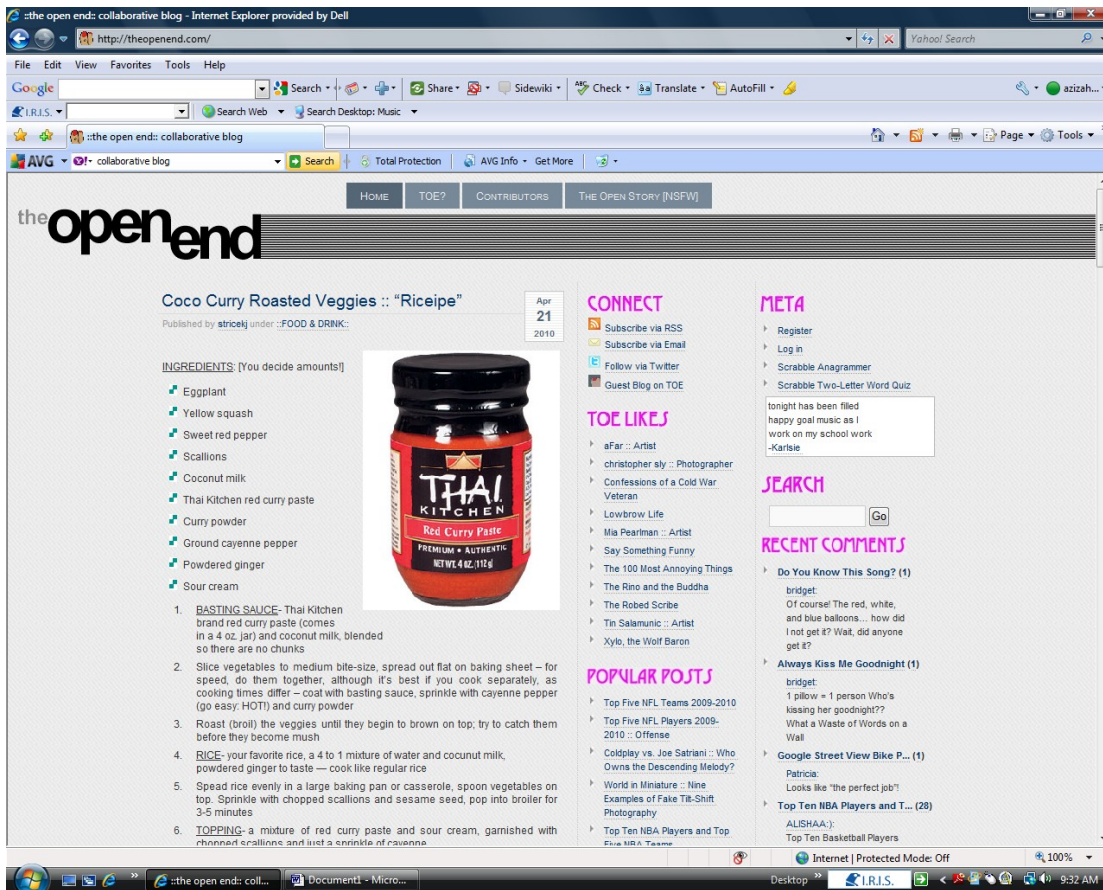 ::the open end:: collaborative blog - Internet Explorer provided by Dell
http://theopenend.com/
Yahoo! Search
File Edit View Favorites Tools Help
Google
Search
Share
Sidewiki
Check
Translate
AutoFill
azizah...
I.R.I.S.
Search Web
Search Desktop: Music
::the open end:: collaborative blog
Page
Tools
AVG
collaborative blog
Search
Total Protection
AVG Info
Get More
HOME
TOE?
CONTRIBUTORS
THE OPEN STORY [NSFW]
the open end
Coco Curry Roasted Veggies :: “Riceipe”
Published by stricekj under ::FOOD & DRINK::
Apr
21
2010
INGREDIENTS: [You decide amounts!]
Eggplant
Yellow squash
Sweet red pepper
Scallions
Coconut milk
Thai Kitchen red curry paste
Curry powder
Ground cayenne pepper
Powdered ginger
Sour cream
THAI
KITCHEN
Red Curry Paste
PREMIUM • AUTHENTIC
NET WT. 4 OZ. (112 g)
1. BASTING SAUCE- Thai Kitchen
brand red curry paste (comes
in a 4 oz. jar) and coconut milk, blended
so there are no chunks
2. Slice vegetables to medium bite-size, spread out flat on baking sheet – for
speed, do them together, although it’s best if you cook separately, as
cooking times differ – coat with basting sauce, sprinkle with cayenne pepper
(go easy: HOT!) and curry powder
3. Roast (broil) the veggies until they begin to brown on top; try to catch them
before they become mush
4. RICE- your favorite rice, a 4 to 1 mixture of water and cocunut milk,
powdered ginger to taste — cook like regular rice
5. Spead rice evenly in a large baking pan or casserole, spoon vegetables on
top. Sprinkle with chopped scallions and sesame seed, pop into broiler for
3-5 minutes
6. TOPPING- a mixture of red curry paste and sour cream, garnished with
chopped scallions and just a sprinkle of cayenne
CONNECT
Subscribe via RSS
Subscribe via Email
Follow via Twitter
Guest Blog on TOE
TOE LIKES
aFar :: Artist
christopher sly :: Photographer
Confessions of a Cold War
Veteran
Lowbrow Life
Mia Pearlman :: Artist
Say Something Funny
The 100 Most Annoying Things
The Rino and the Buddha
The Robed Scribe
Tin Salamunic :: Artist
Xylo, the Wolf Baron
POPULAR POSTS
Top Five NFL Teams 2009-2010
Top Five NFL Players 2009-
2010 :: Offense
Coldplay vs. Joe Satriani :: Who
Owns the Descending Melody?
World in Miniature :: Nine
Examples of Fake Tilt-Shift
Photography
Top Ten NBA Players and Top
Five NBA Teams
META
Register
Log in
Scrabble Anagrammer
Scrabble Two-Letter Word Quiz
tonight has been filled
happy goal music as I
work on my school work
-Karlsie
SEARCH
Go
RECENT COMMENTS
Do You Know This Song? (1)
bridget:
Of course! The red, white,
and blue balloons… how did
I not get it? Wait, did anyone
get it?
Always Kiss Me Goodnight (1)
bridget:
1 pillow = 1 person Who's
kissing her goodnight??
What a Waste of Words on a
Wall
Google Street View Bike P... (1)
Patricia:
Looks like "the perfect job"!
Top Ten NBA Players and T... (28)
ALISHAA:):
Top Ten Basketball Players
Internet | Protected Mode: Off
100%
::the open end:: coll...
Document1 - Micro...
Desktop
I.R.I.S.
9:32 AM